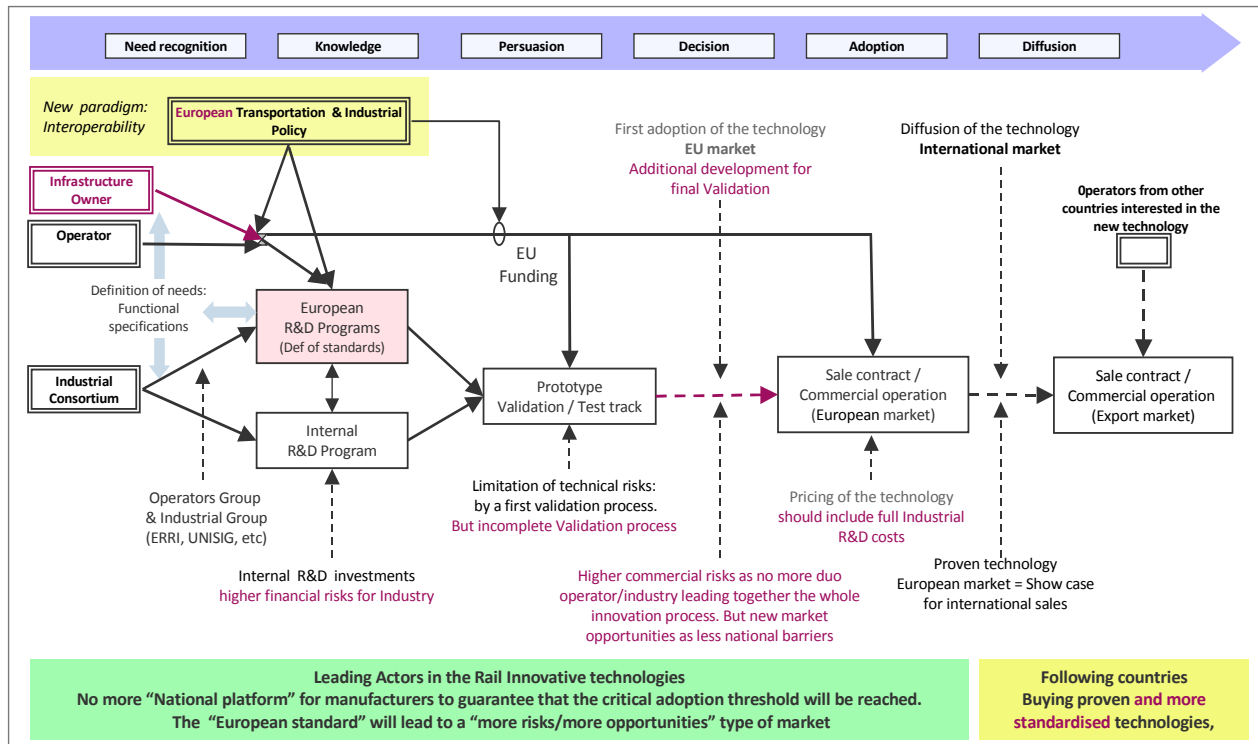 Need recognition
Knowledge
Persuasion
Decision
Adoption
Diffusion
New paradigm:
Interoperability
European Transportation & Industrial
Policy
First adoption of the technology
EU market
Additional development for
final Validation
Diffusion of the technology
International market
Infrastructure
Owner
Operator
0perators from other
countries interested in the
new technology
EU
Funding
Definition of needs:
Functional
specifications
European
R&D Programs
(Def of standards)
Industrial
Consortium
Prototype
Validation / Test track
Sale contract /
Commercial operation
(European market)
Sale contract /
Commercial operation
(Export market)
Internal
R&D Program
Operators Group
& Industrial Group
(ERRI, UNISIG, etc)
Limitation of technical risks:
by a first validation process.
But incomplete Validation process
Pricing of the technology
should include full Industrial
R&D costs
Internal R&D investments
higher financial risks for Industry
Higher commercial risks as no more duo
operator/industry leading together the whole
innovation process. But new market
opportunities as less national barriers
Proven technology
European market = Show case
for international sales
Leading Actors in the Rail Innovative technologies
No more “National platform” for manufacturers to guarantee that the critical adoption threshold will be reached.
The “European standard” will lead to a “more risks/more opportunities” type of market
Following countries
Buying proven and more
standardised technologies,